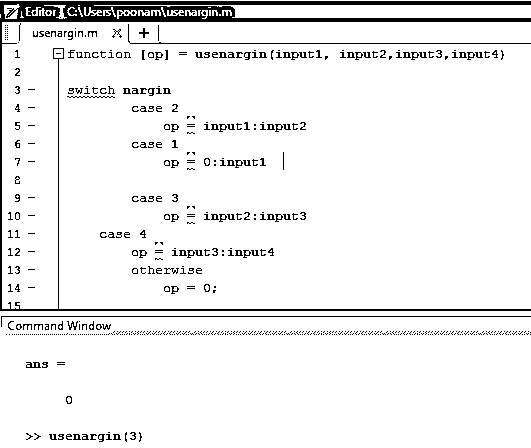 Editor - C:\Users\poonam\usenargin.m
usenargin.m X +
1 function [op] = usenargin(input1, input2,input3,input4)
2
3 - switch nargin
4 - case 2
5 - op = input1:input2
6 - case 1
7 - op = 0:input1
8
9 - case 3
10 - op = input2:input3
11 - case 4
12 - op = input3:input4
13 - otherwise
14 - op = 0;
15
Command Window
ans =
0
>> usenargin(3)